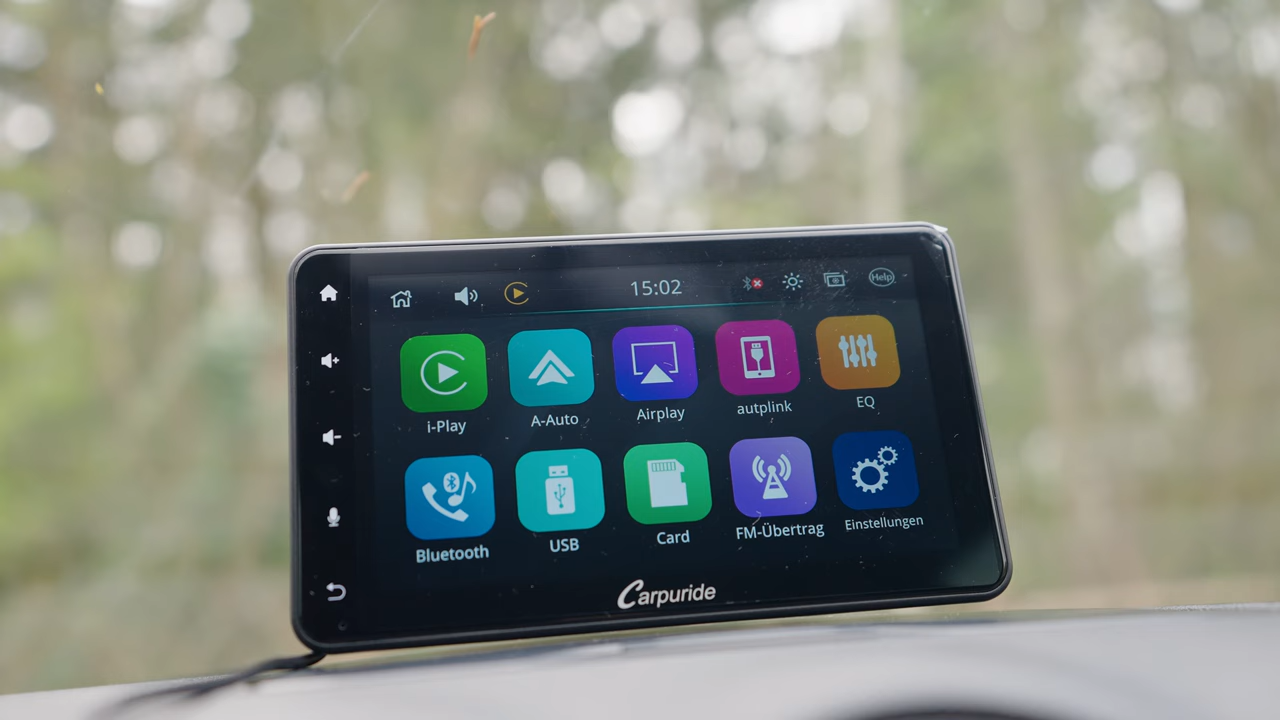 15:02
Help
i-Play
A-Auto
Airplay
autplink
EQ
Bluetooth
USB
Card
FM-Übertrag
Einstellungen
Carpuride